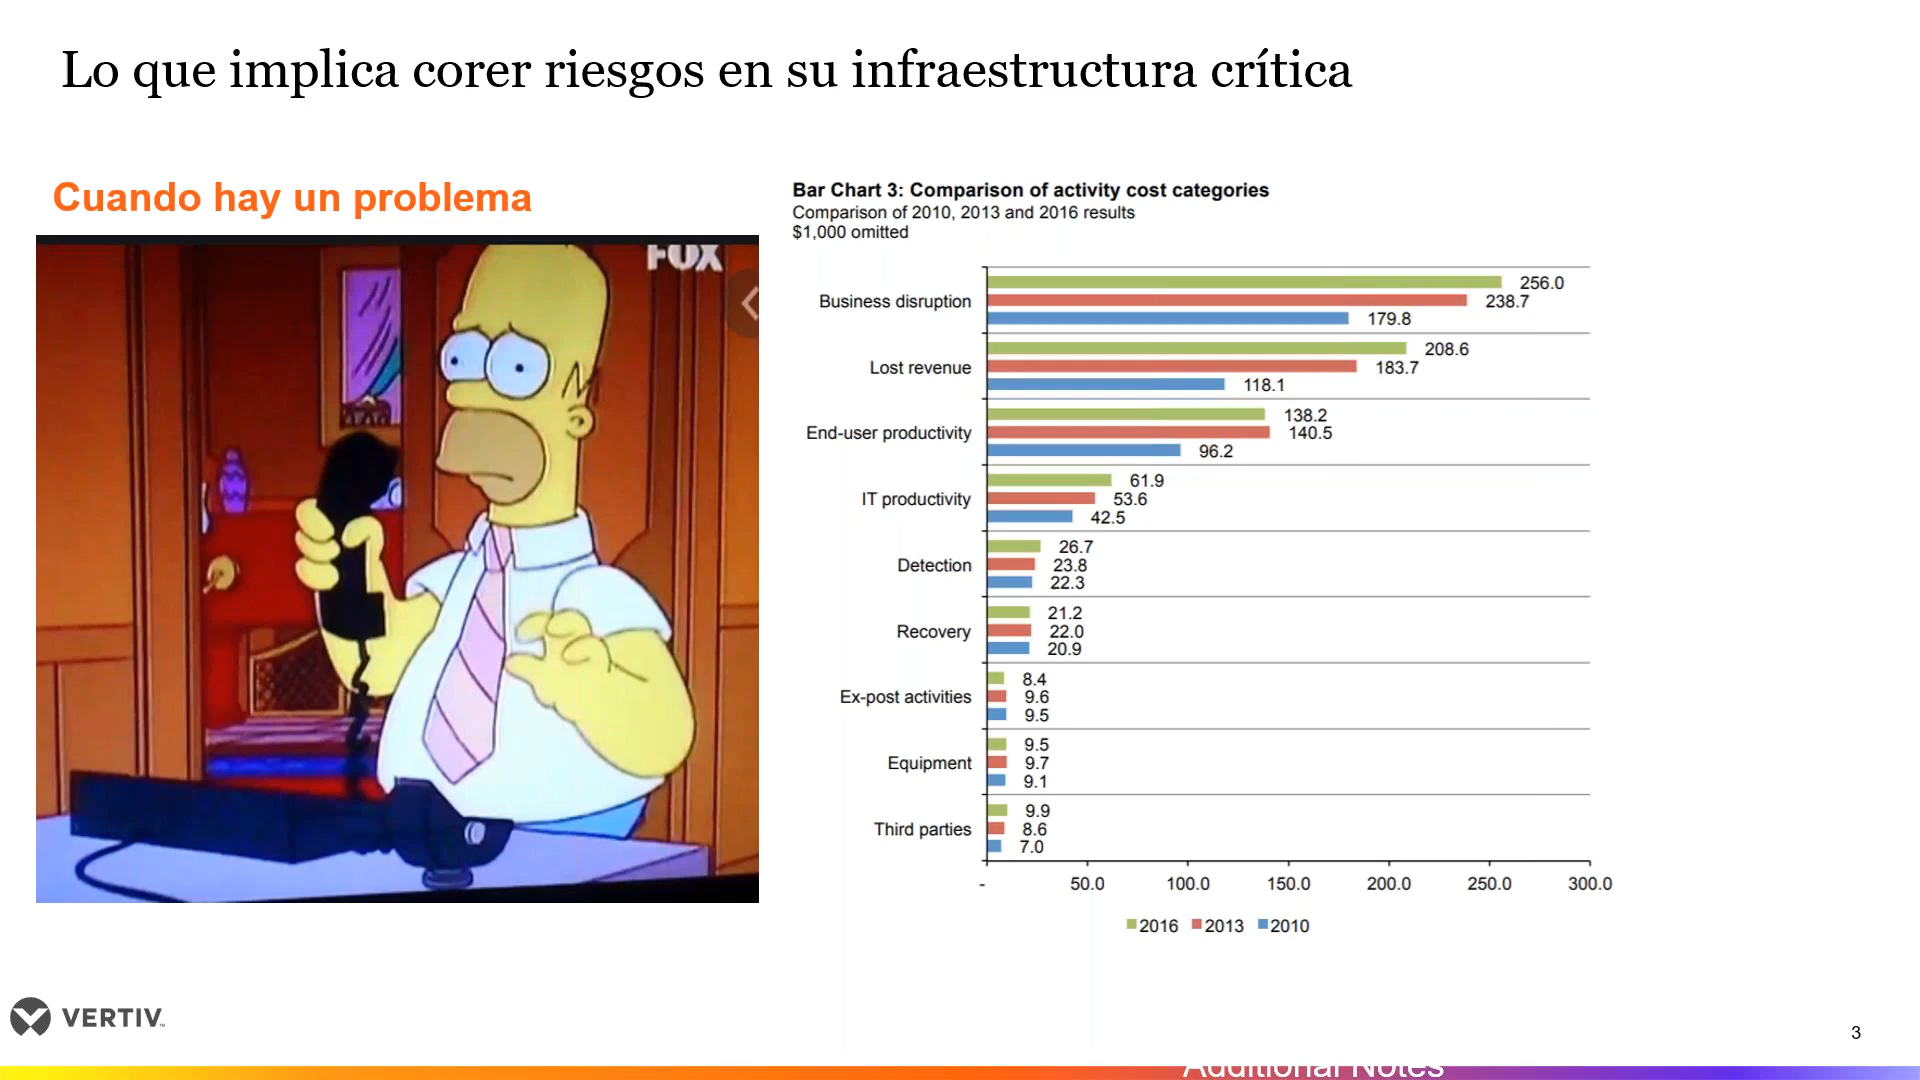 Lo que implica corer riesgos en su infraestructura crítica
Cuando hay un problema
FOX
Bar Chart 3: Comparison of activity cost categories
Comparison of 2010, 2013 and 2016 results
$1,000 omitted
Business disruption
256.0
238.7
179.8
Lost revenue
208.6
183.7
118.1
End-user productivity
138.2
140.5
96.2
IT productivity
61.9
53.6
42.5
Detection
26.7
23.8
22.3
Recovery
21.2
22.0
20.9
Ex-post activities
8.4
9.6
9.5
Equipment
9.5
9.7
9.1
Third parties
9.9
8.6
7.0
- 50.0 100.0 150.0 200.0 250.0 300.0
2016 2013 2010
VERTIV™
3
Additional Notes